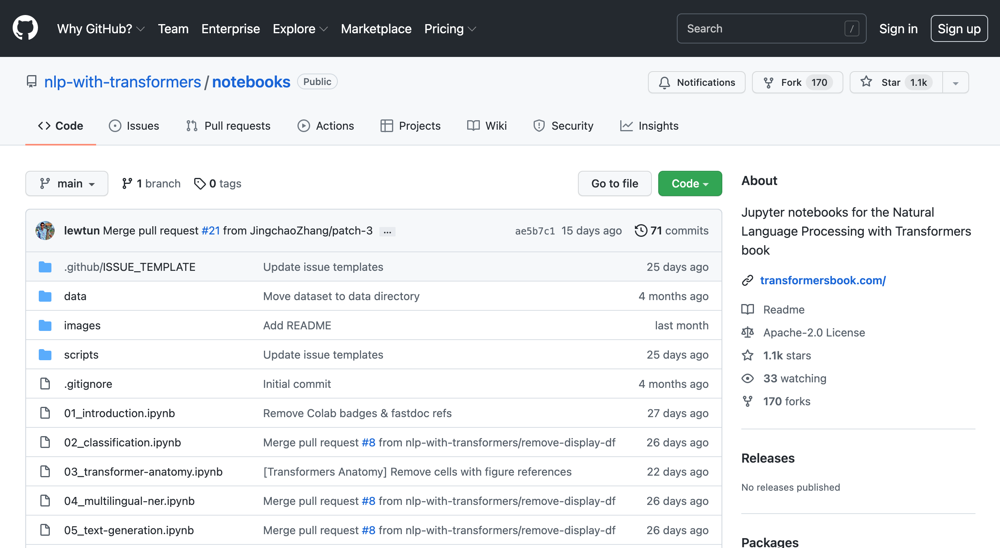 Why GitHub? Team Enterprise Explore Marketplace Pricing Search / Sign in Sign up
nlp-with-transformers / notebooks Public Notifications Fork 170 Star 1.1k
Code Issues Pull requests Actions Projects Wiki Security Insights
main 1 branch 0 tags Go to file Code
lewtun Merge pull request #21 from JingchaoZhang/patch-3 ... ae5b7c1 15 days ago 71 commits
.github/ISSUE_TEMPLATE Update issue templates 25 days ago
data Move dataset to data directory 4 months ago
images Add README last month
scripts Update issue templates 25 days ago
.gitignore Initial commit 4 months ago
01_introduction.ipynb Remove Colab badges & fastdoc refs 27 days ago
02_classification.ipynb Merge pull request #8 from nlp-with-transformers/remove-display-df 26 days ago
03_transformer-anatomy.ipynb [Transformers Anatomy] Remove cells with figure references 22 days ago
04_multilingual-ner.ipynb Merge pull request #8 from nlp-with-transformers/remove-display-df 26 days ago
05_text-generation.ipynb Merge pull request #8 from nlp-with-transformers/remove-display-df 26 days ago
About
Jupyter notebooks for the Natural
Language Processing with Transformers
book
transformersbook.com/
Readme
Apache-2.0 License
1.1k stars
33 watching
170 forks
Releases
No releases published
Packages